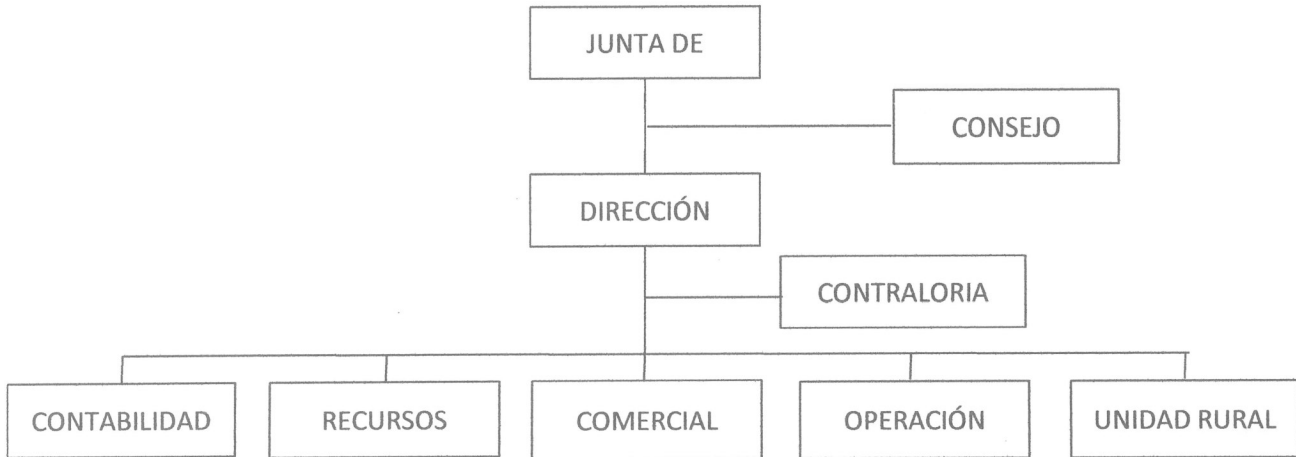 JUNTA DE
CONSEJO
DIRECCIÓN
CONTRALORIA
CONTABILIDAD
RECURSOS
COMERCIAL
OPERACIÓN
UNIDAD RURAL